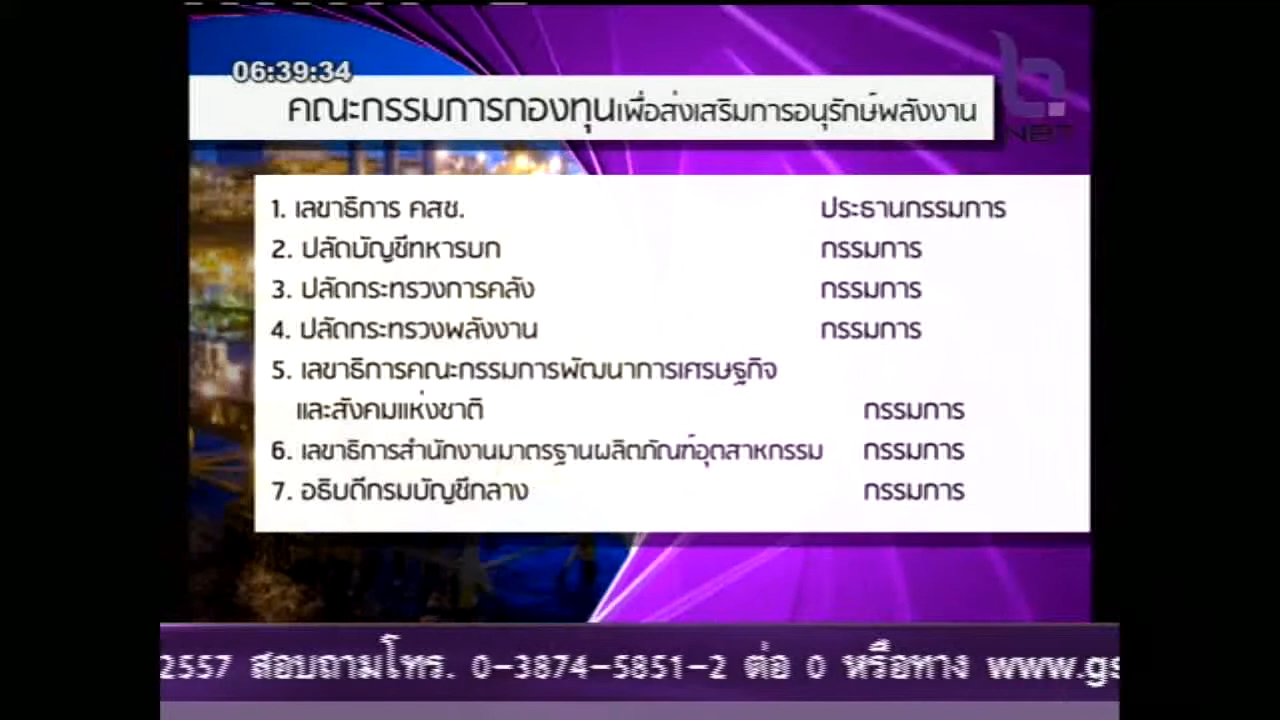 06:39:34
คณะกรรมการกองทุนเพื่อส่งเสริมการอนุรักษ์พลังงาน
NBT
1. เลขาธิการ คสช. ประธานกรรมการ
2. ปลัดบัญชีทหารบก กรรมการ
3. ปลัดกระทรวงการคลัง กรรมการ
4. ปลัดกระทรวงพลังงาน กรรมการ
5. เลขาธิการคณะกรรมการพัฒนาการเศรษฐกิจ
และสังคมแห่งชาติ กรรมการ
6. เลขาธิการสำนักงานมาตรฐานผลิตภัณฑ์อุตสาหกรรม กรรมการ
7. อธิบดีกรมบัญชีกลาง กรรมการ
2557 สอบถามโทร. 0-3874-5851-2 ต่อ 0 หรือทาง www.gs